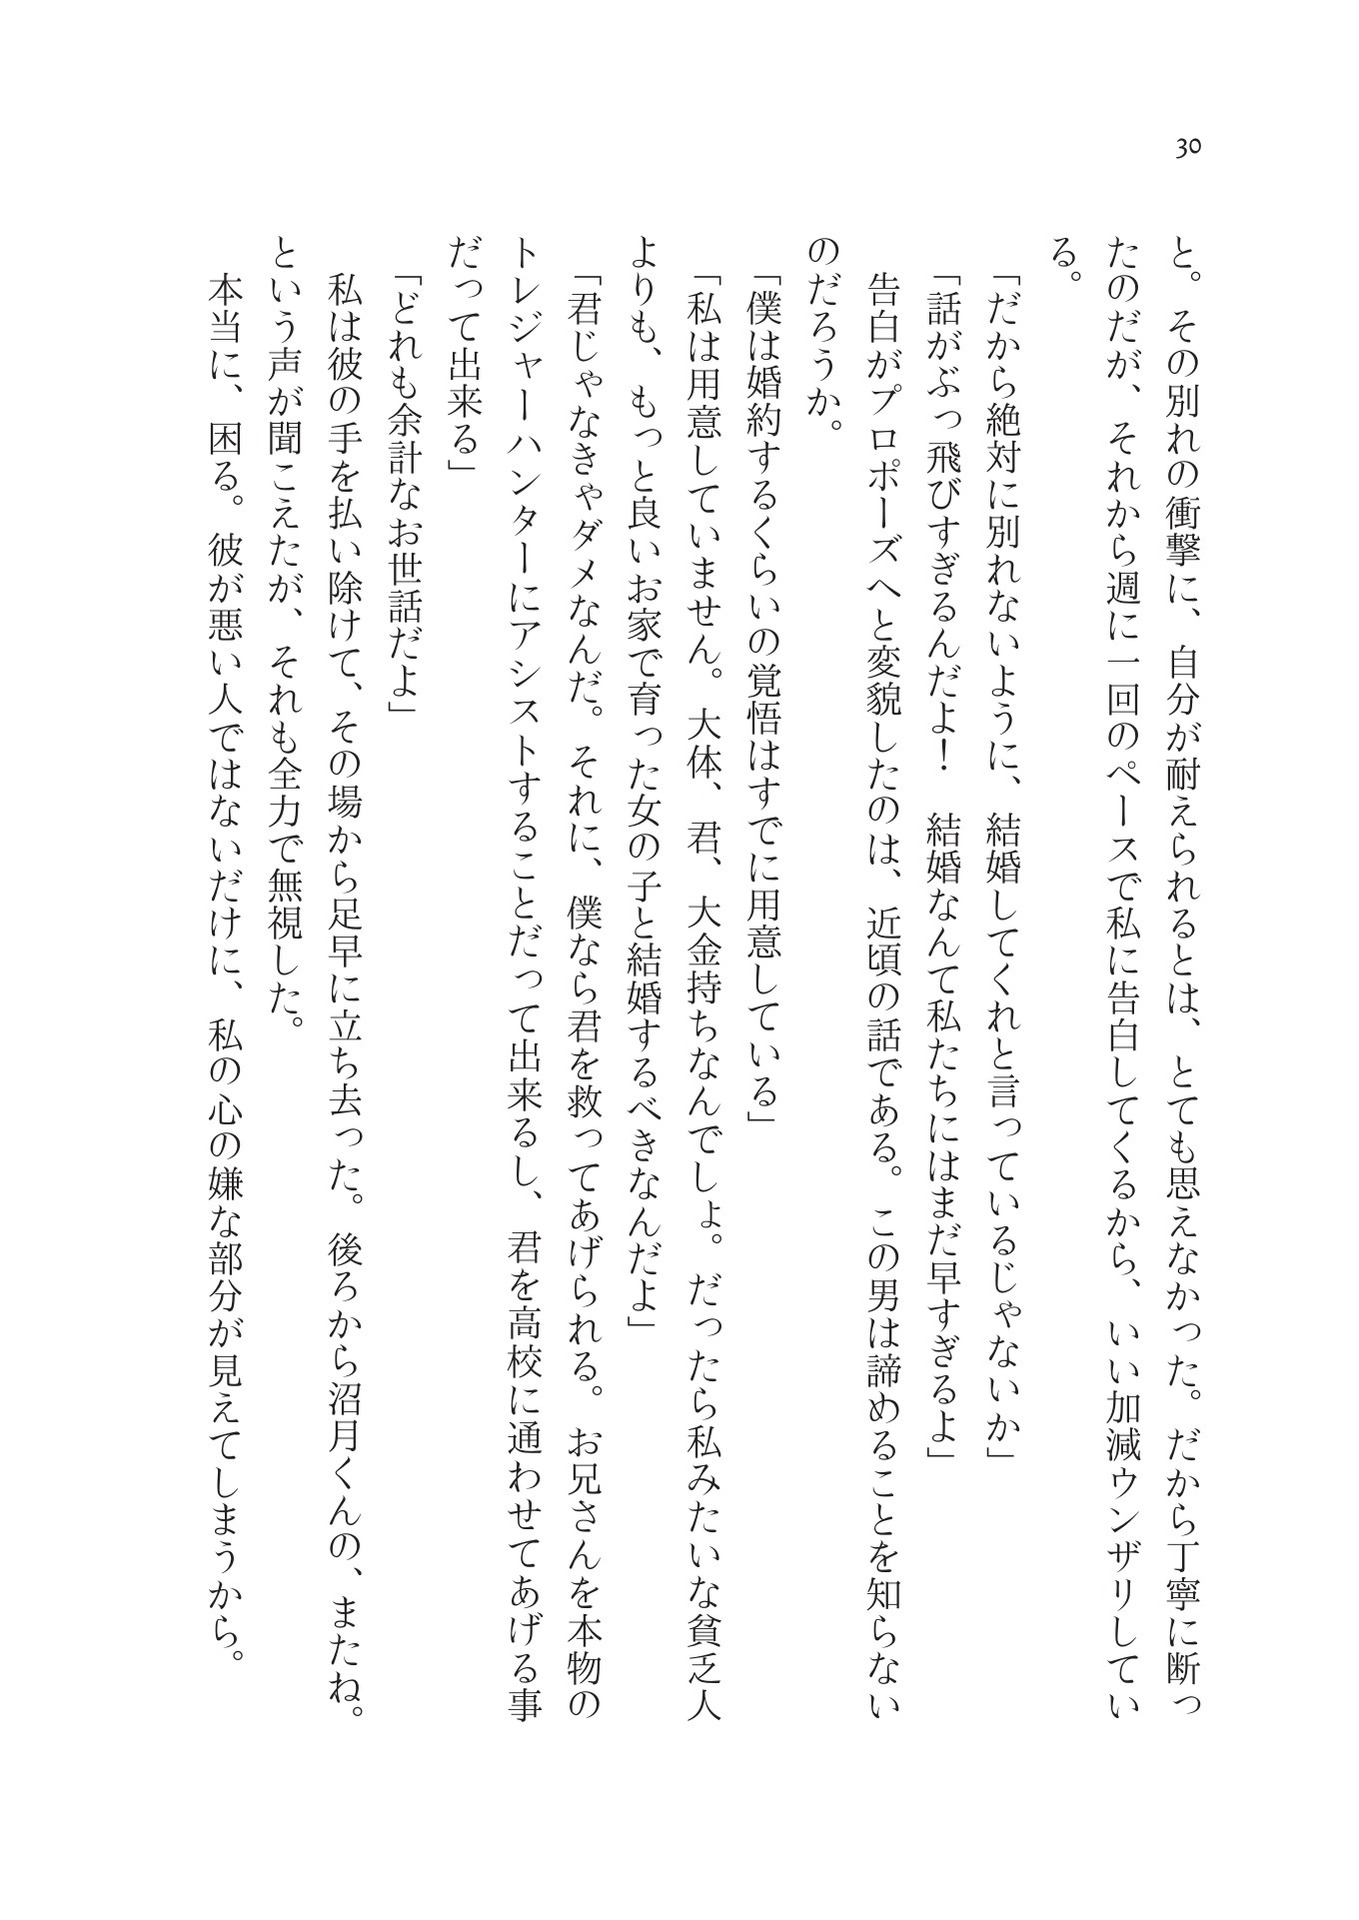 30
と。その別れの衝撃に、自分が耐えられるとは、とても思えなかった。だから丁寧に断っ
たのだが、それから週に一回のペースで私に告白してくるから、いい加減ウンザリしてい
る。
「だから絶対に別れないように、結婚してくれと言っているじゃないか」
「話がぶっ飛びすぎるんだよ！　結婚なんて私たちにはまだ早すぎるよ」
告白がプロポーズへと変貌したのは、近頃の話である。この男は諦めることを知らない
のだろうか。
「僕は婚約するくらいの覚悟はすでに用意している」
「私は用意していません。大体、君、大金持ちなんでしょ。だったら私みたいな貧乏人
よりも、もっと良いお家で育った女の子と結婚するべきなんだよ」
「君じゃなきゃダメなんだ。それに、僕なら君を救ってあげられる。お兄さんを本物の
トレジャーハンターにアシストすることだって出来るし、君を高校に通わせてあげる事
だって出来る」
「どれも余計なお世話だよ」
私は彼の手を払い除けて、その場から足早に立ち去った。後ろから沼月くんの、またね。
という声が聞こえたが、それも全力で無視した。
本当に、困る。彼が悪い人ではないだけに、私の心の嫌な部分が見えてしまうから。